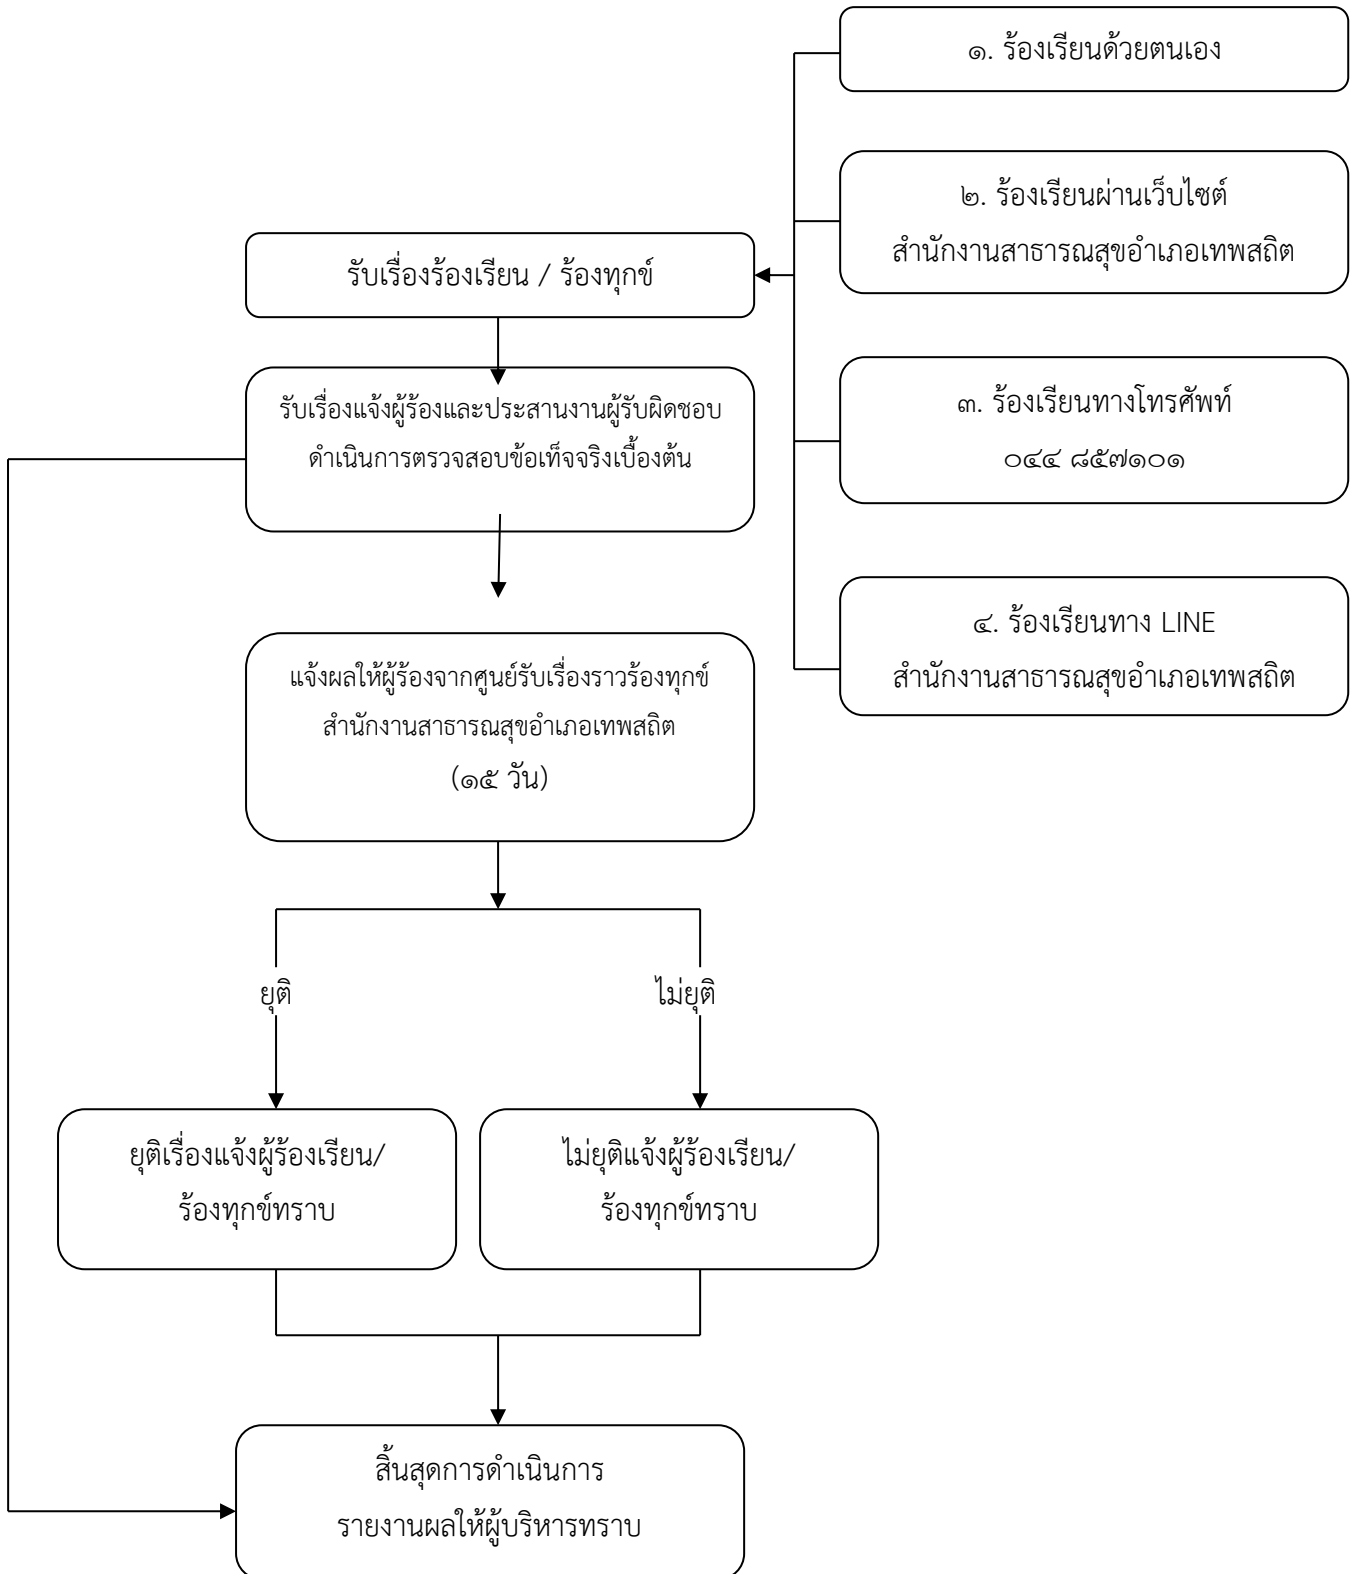 ๑. ร้องเรียนด้วยตนเอง
๒. ร้องเรียนผ่านเว็บไซต์
สำนักงานสาธารณสุขอำเภอเทพสถิต
รับเรื่องร้องเรียน / ร้องทุกข์
รับเรื่องแจ้งผู้ร้องและประสานงานผู้รับผิดชอบ
ดำเนินการตรวจสอบข้อเท็จจริงเบื้องต้น
๓. ร้องเรียนทางโทรศัพท์
๐๔๔ ๘๕๗๑๐๑
๔. ร้องเรียนทาง LINE
สำนักงานสาธารณสุขอำเภอเทพสถิต
แจ้งผลให้ผู้ร้องจากศูนย์รับเรื่องราวร้องทุกข์
สำนักงานสาธารณสุขอำเภอเทพสถิต
(๑๕ วัน)
ยุติ
ไม่ยุติ
ยุติเรื่องแจ้งผู้ร้องเรียน/
ร้องทุกข์ทราบ
ไม่ยุติแจ้งผู้ร้องเรียน/
ร้องทุกข์ทราบ
สิ้นสุดการดำเนินการ
รายงานผลให้ผู้บริหารทราบ